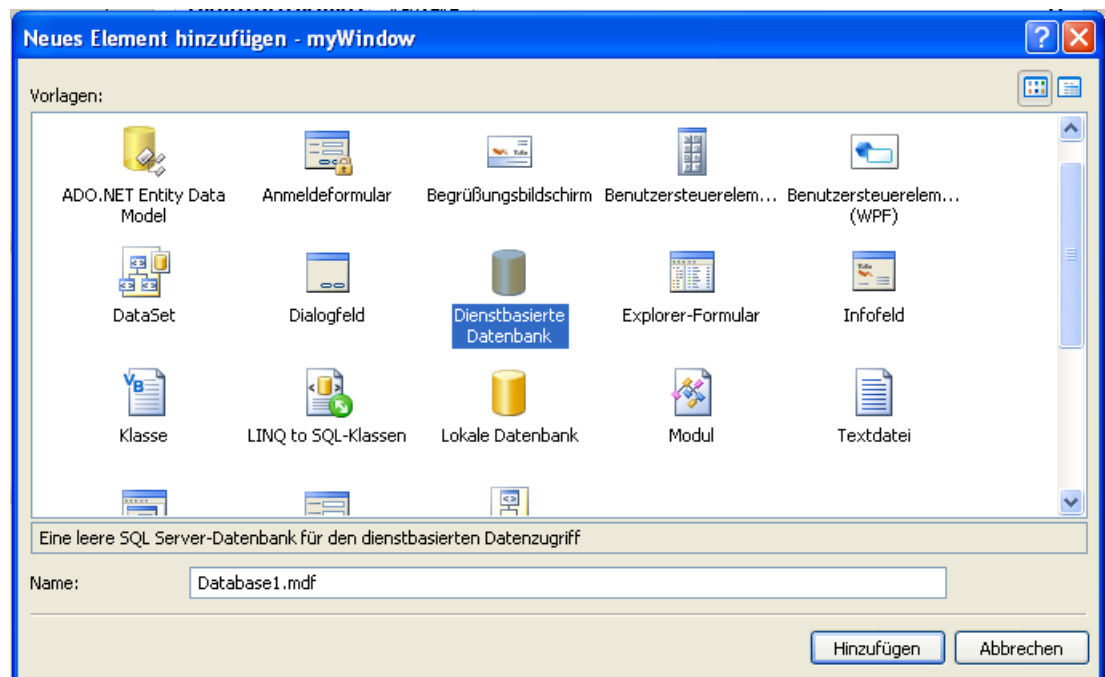 Neues Element hinzufügen - myWindow
Vorlagen:
ADO.NET Entity Data
Model
Anmeldeformular
Begrüßungsbildschirm
Benutzersteuerelem...
Benutzersteuerelem...
(WPF)
DataSet
Dialogfeld
Dienstbasierte
Datenbank
Explorer-Formular
Infofeld
Klasse
LINQ to SQL-Klassen
Lokale Datenbank
Modul
Textdatei
Eine leere SQL Server-Datenbank für den dienstbasierten Datenzugriff
Name:
Database1.mdf
Hinzufügen
Abbrechen